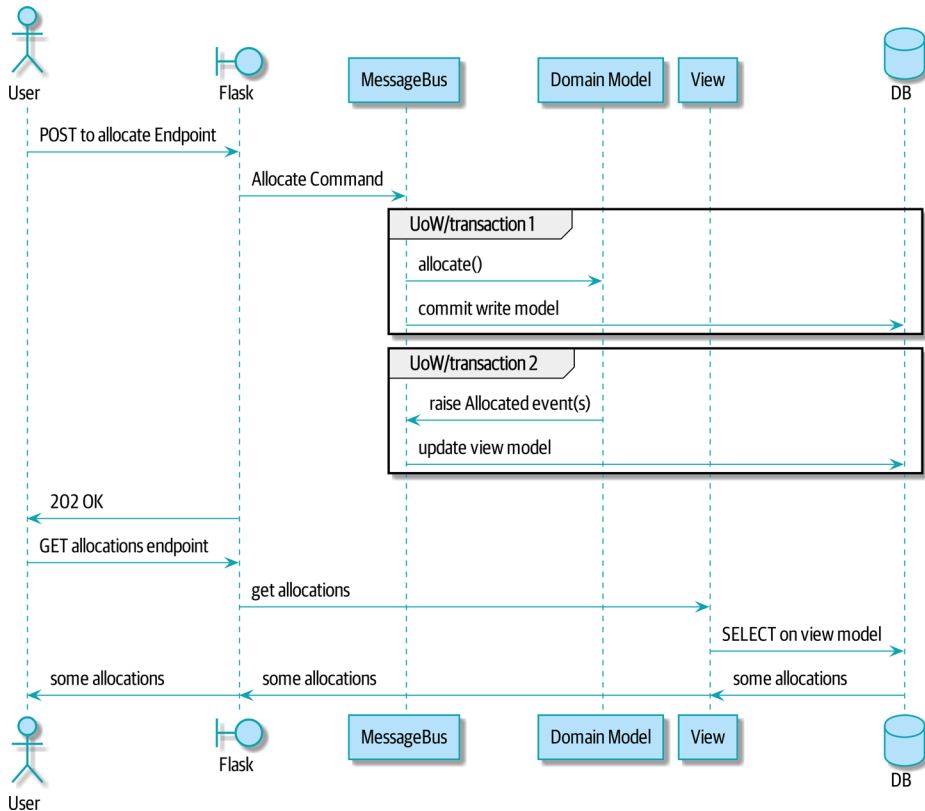 User
Flask
MessageBus
Domain Model
View
DB
POST to allocate Endpoint
Allocate Command
UoW/transaction 1
allocate()
commit write model
UoW/transaction 2
raise Allocated event(s)
update view model
202 OK
GET allocations endpoint
get allocations
SELECT on view model
some allocations
some allocations
some allocations
User
Flask
MessageBus
Domain Model
View
DB